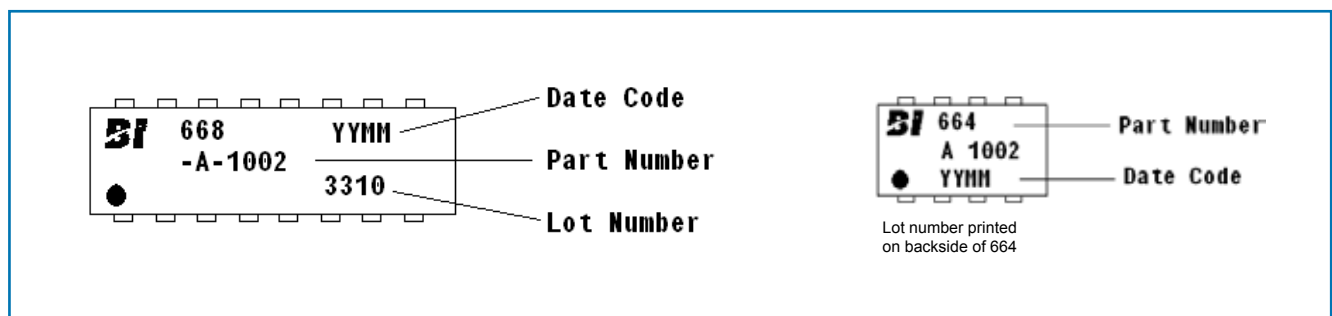 BI 668 YYMM
-A-1002
3310
Date Code
Part Number
Lot Number
BI 664
A 1002
YYMM
Part Number
Date Code
Lot number printed
on backside of 664